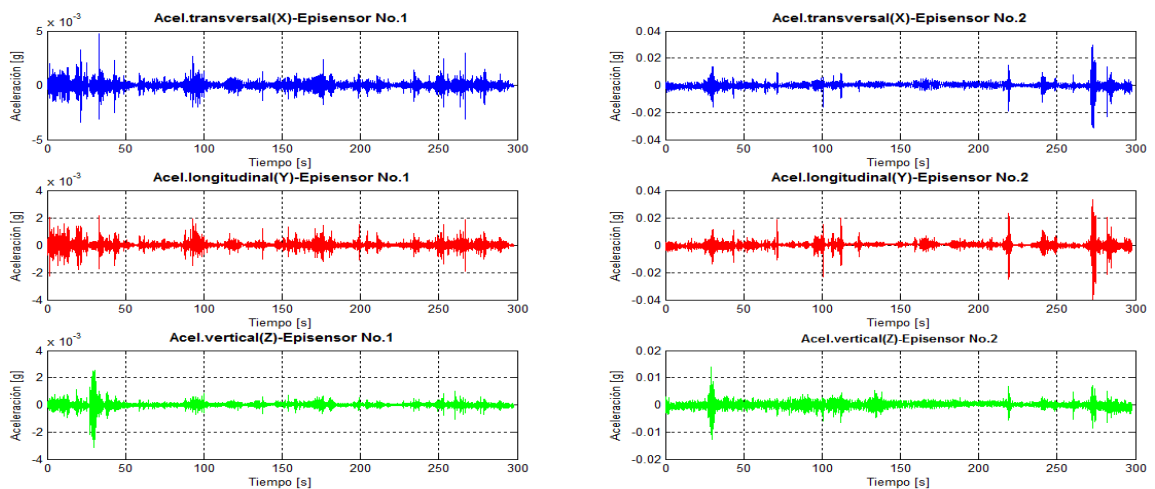 Acel.transversal(X)-Episensor No.1
x 10⁻³
5
0
-5
Aceleración [g]
0 50 100 150 200 250 300
Tiempo [s]
Acel.longitudinal(Y)-Episensor No.1
x 10⁻³
4
2
0
-2
-4
Aceleración [g]
0 50 100 150 200 250 300
Tiempo [s]
Acel.vertical(Z)-Episensor No.1
x 10⁻³
4
2
0
-2
-4
Aceleración [g]
0 50 100 150 200 250 300
Tiempo [s]
Acel.transversal(X)-Episensor No.2
0.04
0.02
0
-0.02
-0.04
Aceleración [g]
0 50 100 150 200 250 300
Tiempo [s]
Acel.longitudinal(Y)-Episensor No.2
0.04
0.02
0
-0.02
-0.04
Aceleración [g]
0 50 100 150 200 250 300
Tiempo [s]
Acel.vertical(Z)-Episensor No.2
0.02
0.01
0
-0.01
-0.02
Aceleración [g]
0 50 100 150 200 250 300
Tiempo [s]